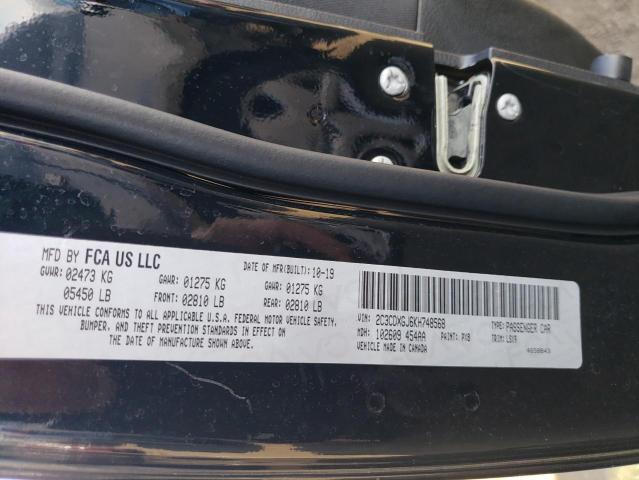 MFD BY FCA US LLC
DATE OF MFR(BUILT): 10-19
GVWR: 02473 KG
GAWR: 01275 KG
GAWR: 01275 KG
05450 LB
FRONT: 02810 LB
REAR: 02810 LB
THIS VEHICLE CONFORMS TO ALL APPLICABLE U.S.A. FEDERAL MOTOR VEHICLE SAFETY,
BUMPER, AND THEFT PREVENTION STANDARDS IN EFFECT ON
THE DATE OF MANUFACTURE SHOWN ABOVE.
VIN: 2C3CDXGJ6KH748568
TYPE: PASSENGER CAR
MDH: 102609 454AA
PAINT: PX8
TRIM: LSX9
VEHICLE MADE IN CANADA